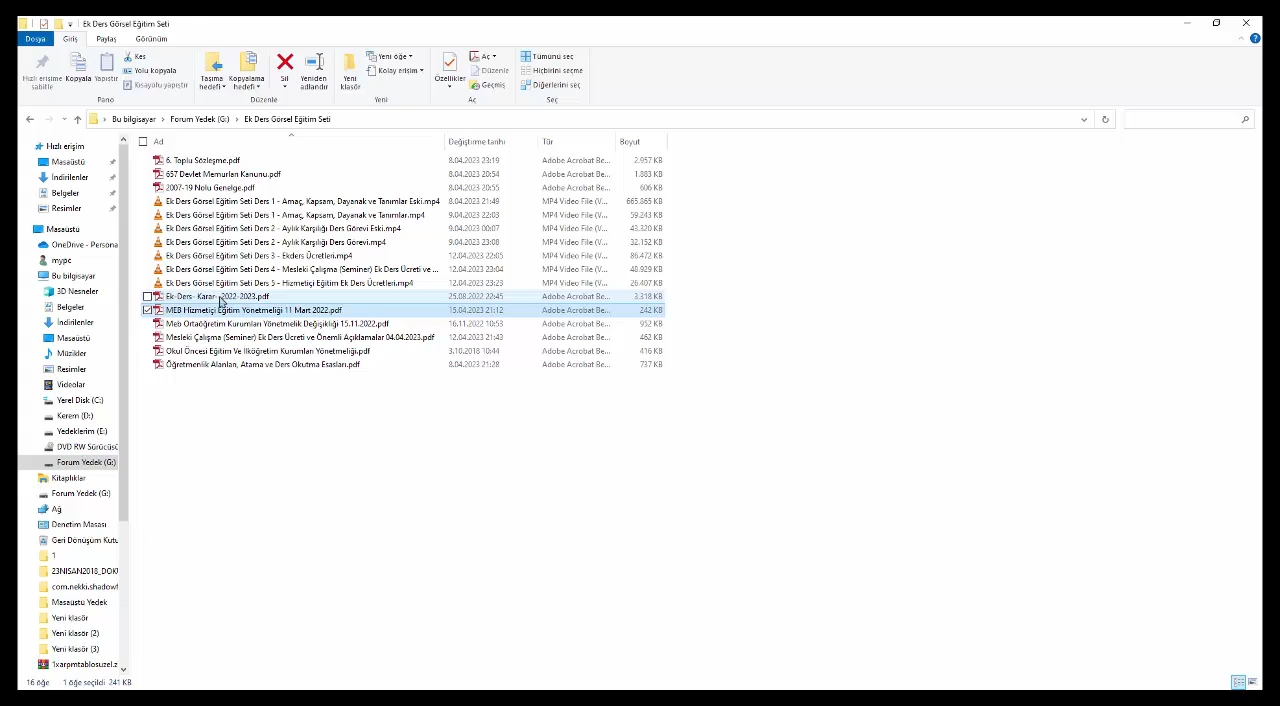 Ek Ders Görsel Eğitim Seti
Dosya Giriş Paylaş Görünüm
Hızlı erişime sabitle
Kopyala
Yapıştır
Kes
Yolu kopyala
Kısayolu yapıştır
Pano
Taşıma hedefi
Kopyalama hedefi
Sil
Yeniden adlandır
Düzenle
Yeni klasör
Yeni öğe
Kolay erişim
Yeni
Özellikler
Aç
Düzenle
Geçmiş
Aç
Tümünü seç
Hiçbirini seçme
Diğerlerini seç
Seç
Bu bilgisayar > Forum Yedek (G:) > Ek Ders Görsel Eğitim Seti
Ad Değiştirme tarihi Tür Boyut
6. Toplu Sözleşme.pdf 8.04.2023 23:19 Adobe Acrobat Be... 2.957 KB
657 Devlet Memurları Kanunu.pdf 8.04.2023 20:54 Adobe Acrobat Be... 1.883 KB
2007-19 Nolu Genelge.pdf 8.04.2023 20:55 Adobe Acrobat Be... 606 KB
Ek Ders Görsel Eğitim Seti Ders 1 - Amaç, Kapsam, Dayanak ve Tanımlar Eski.mp4 8.04.2023 21:49 MP4 Video File (V... 665.865 KB
Ek Ders Görsel Eğitim Seti Ders 1 - Amaç, Kapsam, Dayanak ve Tanımlar.mp4 9.04.2023 22:03 MP4 Video File (V... 59.243 KB
Ek Ders Görsel Eğitim Seti Ders 2 - Aylık Karşılığı Ders Görevi Eski.mp4 9.04.2023 00:07 MP4 Video File (V... 43.320 KB
Ek Ders Görsel Eğitim Seti Ders 2 - Aylık Karşılığı Ders Gorevi.mp4 9.04.2023 23:08 MP4 Video File (V... 32.152 KB
Ek Ders Görsel Eğitim Seti Ders 3 - Ekders Ücretleri.mp4 12.04.2023 22:05 MP4 Video File (V... 86.472 KB
Ek Ders Görsel Eğitim Seti Ders 4 - Mesleki Çalışma (Seminer) Ek Ders Ücreti ve ... 12.04.2023 23:04 MP4 Video File (V... 48.929 KB
Ek Ders Görsel Eğitim Seti Ders 5 - Hizmetiçi Eğitim Ek Ders Ücretleri.mp4 12.04.2023 23:23 MP4 Video File (V... 26.407 KB
Ek-Ders- Karar- 2022-2023.pdf 25.08.2022 22:45 Adobe Acrobat Be... 3.318 KB
MEB Hizmetiçi Eğitim Yönetmeliği 11 Mart 2022.pdf 15.04.2023 21:12 Adobe Acrobat Be... 242 KB
Meb Ortaöğretim Kurumları Yönetmelik Değişikliği 15.11.2022.pdf 16.11.2022 10:53 Adobe Acrobat Be... 952 KB
Mesleki Çalışma (Seminer) Ek Ders Ücreti ve Önemli Açıklamalar 04.04.2023.pdf 12.04.2023 21:43 Adobe Acrobat Be... 462 KB
Okul Öncesi Eğitim Ve İlköğretim Kurumları Yönetmeliği.pdf 3.10.2018 10:44 Adobe Acrobat Be... 416 KB
Öğretmenlik Alanları, Atama ve Ders Okutma Esasları.pdf 8.04.2023 21:28 Adobe Acrobat Be... 737 KB
Hızlı erişim
Masaüstü
İndirilenler
Belgeler
Resimler
Masaüstü
OneDrive - Persona
mypc
Bu bilgisayar
3D Nesneler
Belgeler
İndirilenler
Masaüstü
Müzikler
Resimler
Videolar
Yerel Disk (C:)
Kerem (D:)
Yedeklerim (E:)
DVD RW Sürücüsü
Forum Yedek (G:)
Kitaplıklar
Forum Yedek (G:)
Ağ
Denetim Masası
Geri Dönüşüm Kutu
1
23NISAN2018_DOKU
com.nekki.shadowf
Masaüstü Yedek
Yeni klasör
Yeni klasör (2)
Yeni klasör (3)
1xarpmtablosuzel.z
16 öğe 1 öğe seçildi 241 KB